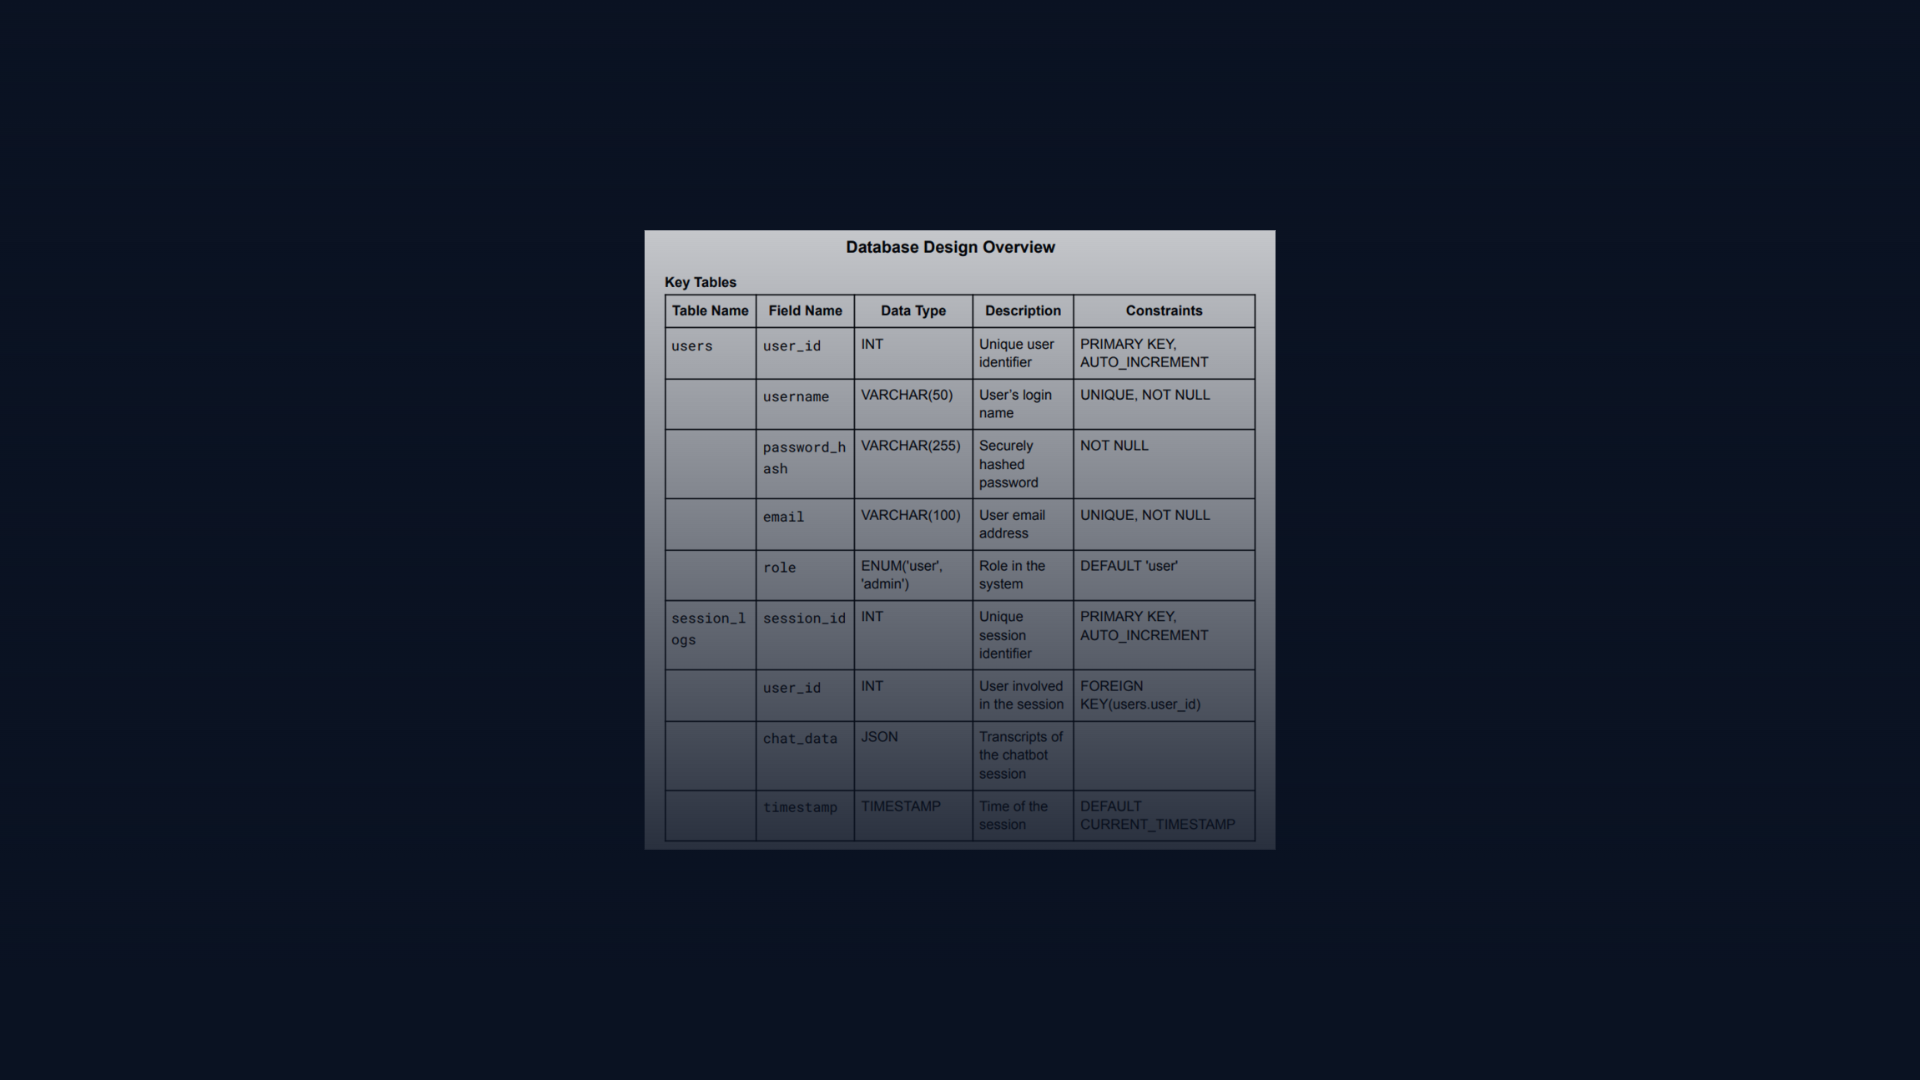 Database Design Overview
Key Tables
Table Name Field Name Data Type Description Constraints
users user_id INT Unique user PRIMARY KEY,
identifier AUTO_INCREMENT
username VARCHAR(50) User's login UNIQUE, NOT NULL
name
password_h VARCHAR(255) Securely NOT NULL
ash hashed
password
email VARCHAR(100) User email UNIQUE, NOT NULL
address
role ENUM('user', Role in the DEFAULT 'user'
'admin') system
session_l session_id INT Unique PRIMARY KEY,
ogs session AUTO_INCREMENT
identifier
user_id INT User involved FOREIGN
in the session KEY(users.user_id)
chat_data JSON Transcripts of
the chatbot
session
timestamp TIMESTAMP Time of the DEFAULT
session CURRENT_TIMESTAMP